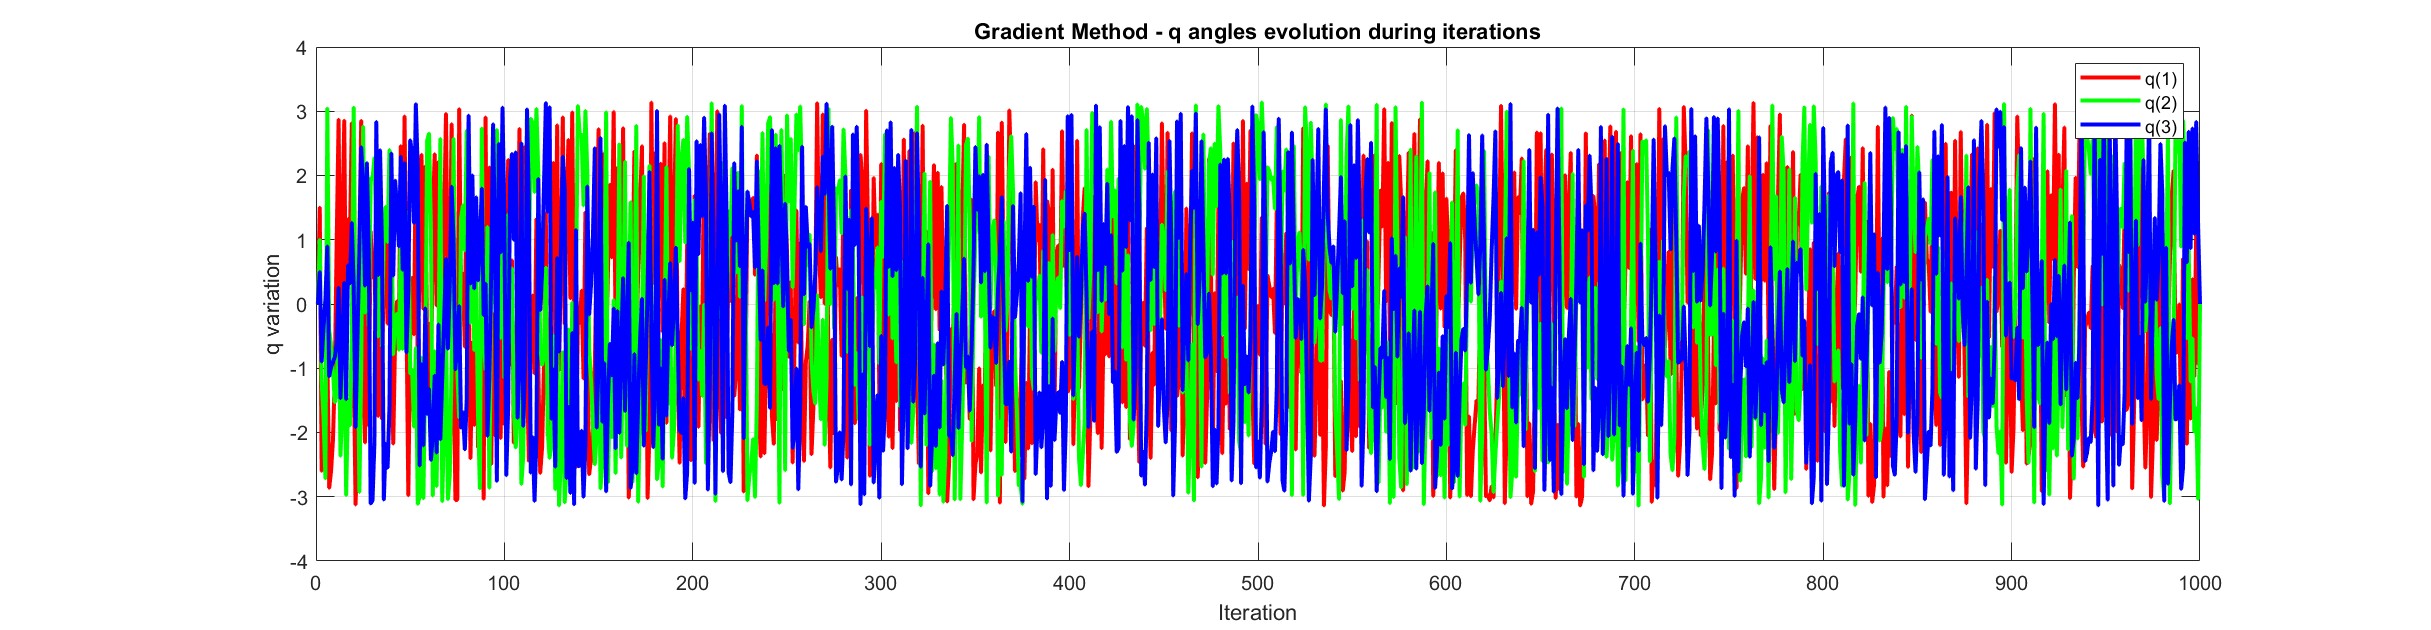 Gradient Method - q angles evolution during iterations
4
3
2
1
0
-1
-2
-3
-4
q variation
q(1)
q(2)
q(3)
0 100 200 300 400 500 600 700 800 900 1000
Iteration